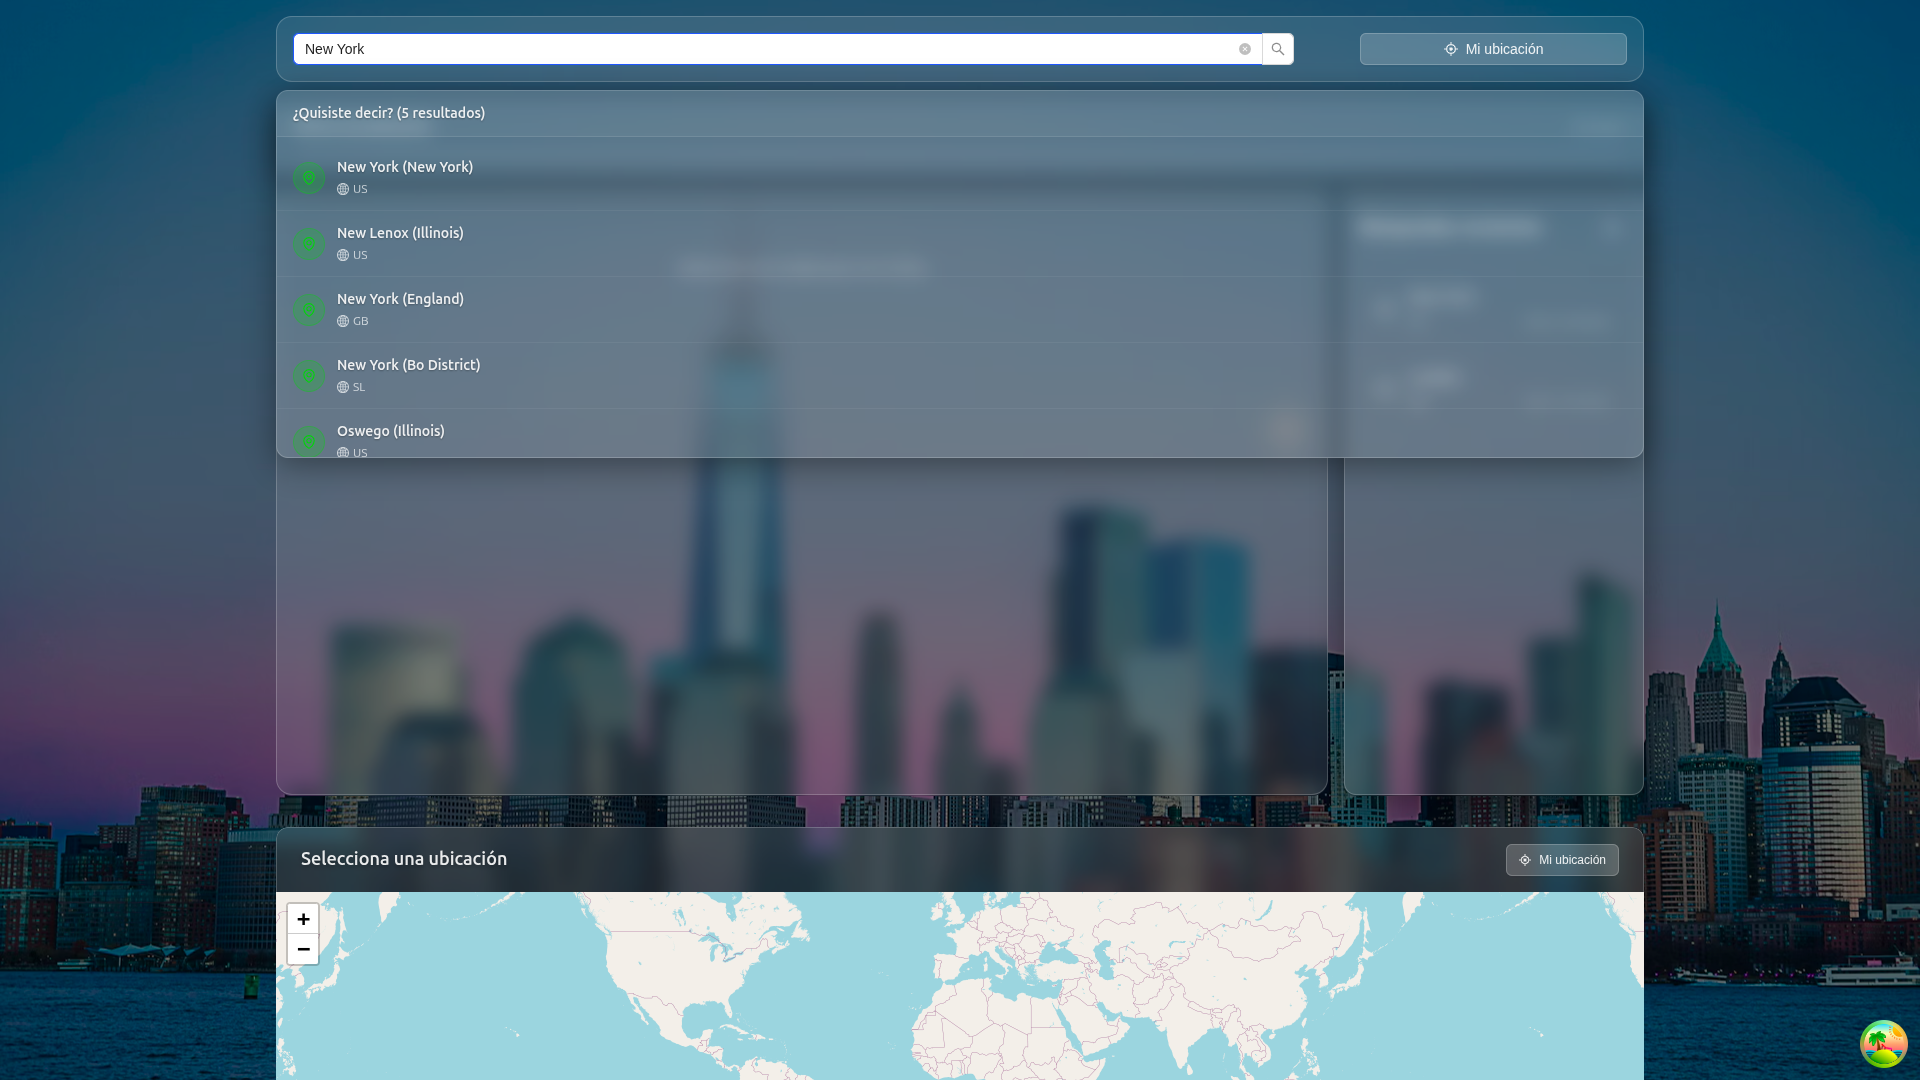 New York
Mi ubicación
¿Quisiste decir? (5 resultados)
New York (New York)
US
New Lenox (Illinois)
US
New York (England)
GB
New York (Bo District)
SL
Oswego (Illinois)
US
Selecciona una ubicación
Mi ubicación
+
−